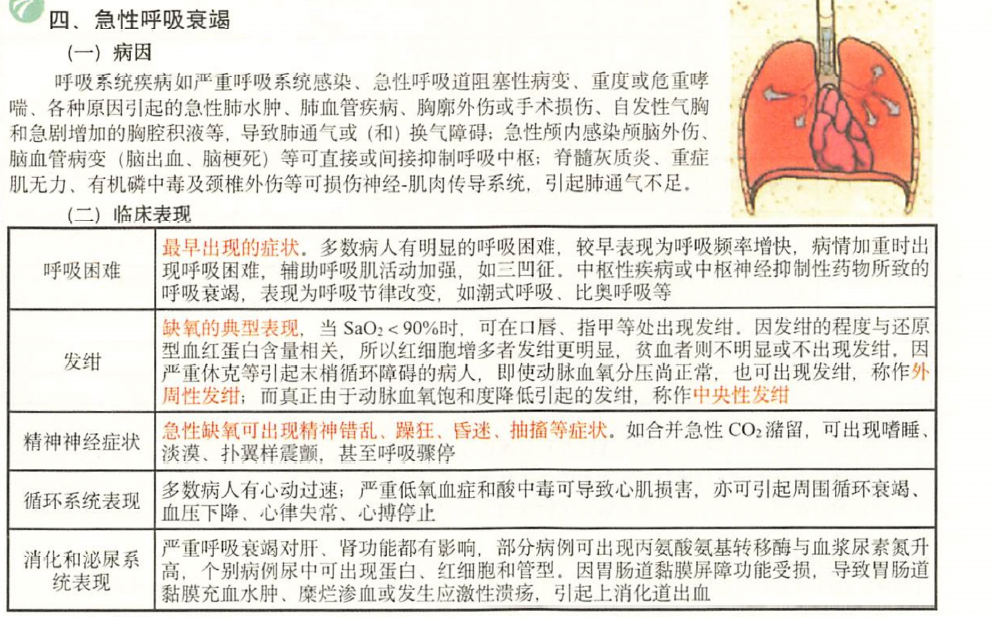 四、急性呼吸衰竭
（一）病因
呼吸系统疾病如严重呼吸系统感染、急性呼吸道阻塞性病变、重度或危重哮
喘、各种原因引起的急性肺水肿、肺血管疾病、胸廓外伤或手术损伤、自发性气胸
和急剧增加的胸腔积液等，导致肺通气或（和）换气障碍；急性颅内感染颅脑外伤、
脑血管病变（脑出血、脑梗死）等可直接或间接抑制呼吸中枢；脊髓灰质炎、重症
肌无力、有机磷中毒及颈椎外伤等可损伤神经-肌肉传导系统，引起肺通气不足。
（二）临床表现
呼吸困难
最早出现的症状。多数病人有明显的呼吸困难，较早表现为呼吸频率增快，病情加重时出
现呼吸困难，辅助呼吸肌活动加强，如三凹征。中枢性疾病或中枢神经抑制性药物所致的
呼吸衰竭，表现为呼吸节律改变，如潮式呼吸、比奥呼吸等
发绀
缺氧的典型表现，当 SaO₂＜90%时，可在口唇、指甲等处出现发绀。因发绀的程度与还原
型血红蛋白含量相关，所以红细胞增多者发绀更明显，贫血者则不明显或不出现发绀。因
严重休克等引起末梢循环障碍的病人，即使动脉血氧分压尚正常，也可出现发绀，称作外
周性发绀；而真正由于动脉血氧饱和度降低引起的发绀，称作中央性发绀
精神神经症状
急性缺氧可出现精神错乱、躁狂、昏迷、抽搐等症状。如合并急性 CO₂潴留，可出现嗜睡、
淡漠、扑翼样震颤，甚至呼吸骤停
循环系统表现
多数病人有心动过速；严重低氧血症和酸中毒可导致心肌损害，亦可引起周围循环衰竭、
血压下降、心律失常、心搏停止
消化和泌尿系
统表现
严重呼吸衰竭对肝、肾功能都有影响，部分病例可出现丙氨酸氨基转移酶与血浆尿素氮升
高，个别病例尿中可出现蛋白、红细胞和管型。因胃肠道黏膜屏障功能受损，导致胃肠道
黏膜充血水肿、糜烂渗血或发生应激性溃疡，引起上消化道出血